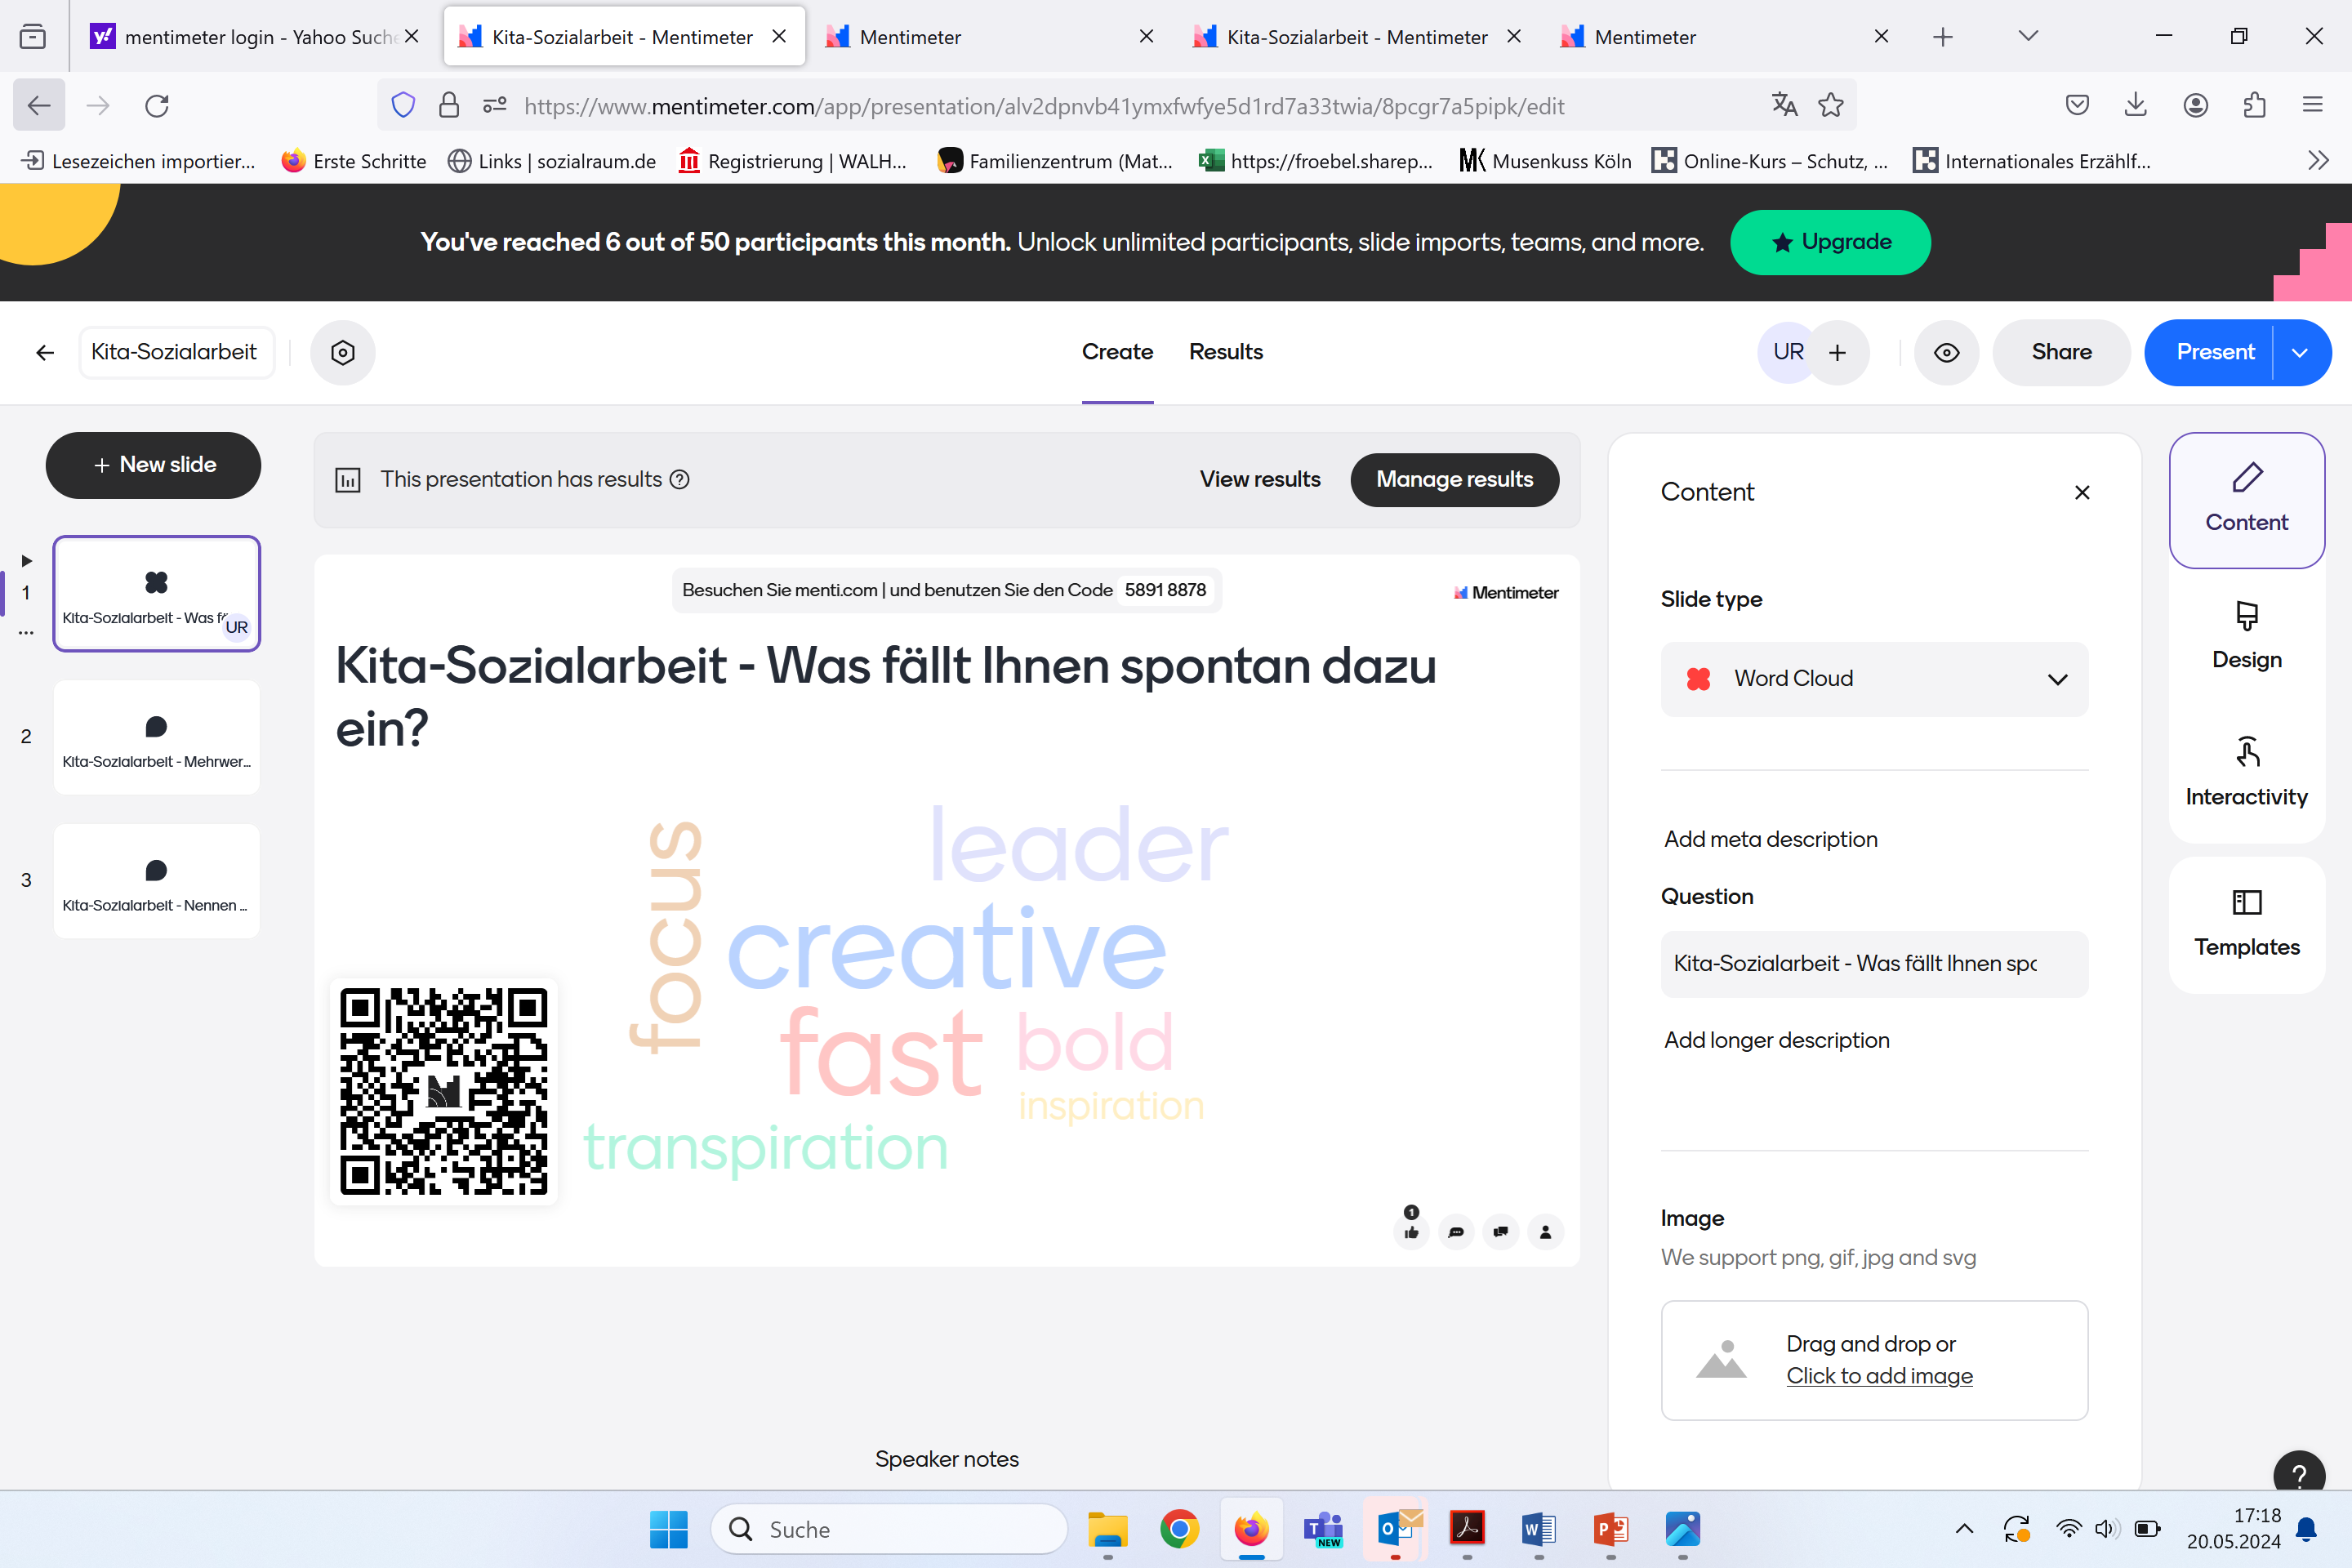 mentimeter login - Yahoo Suche
Kita-Sozialarbeit - Mentimeter
Mentimeter
Kita-Sozialarbeit - Mentimeter
Mentimeter
https://www.mentimeter.com/app/presentation/alv2dpnvb41ymxfwfye5d1rd7a33twia/8pcgr7a5pipk/edit
Lesezeichen importier...
Erste Schritte
Links | sozialraum.de
Registrierung | WALH...
Familienzentrum (Mat...
https://froebel.sharep...
Musenkuss Köln
Online-Kurs – Schutz, ...
Internationales Erzählf...
You've reached 6 out of 50 participants this month. Unlock unlimited participants, slide imports, teams, and more.
Upgrade
Kita-Sozialarbeit
Create
Results
UR
Share
Present
New slide
1
Kita-Sozialarbeit - Was fä
UR
2
Kita-Sozialarbeit - Mehrwer...
3
Kita-Sozialarbeit - Nennen ...
This presentation has results
View results
Manage results
Besuchen Sie menti.com | und benutzen Sie den Code 5891 8878
Mentimeter
Kita-Sozialarbeit - Was fällt Ihnen spontan dazu
ein?
leader
focus
creative
fast
bold
inspiration
transpiration
1
Speaker notes
Content
Slide type
Word Cloud
Add meta description
Question
Kita-Sozialarbeit - Was fällt Ihnen spo
Add longer description
Image
We support png, gif, jpg and svg
Drag and drop or
Click to add image
Content
Design
Interactivity
Templates
?
Suche
NEW
17:18
20.05.2024